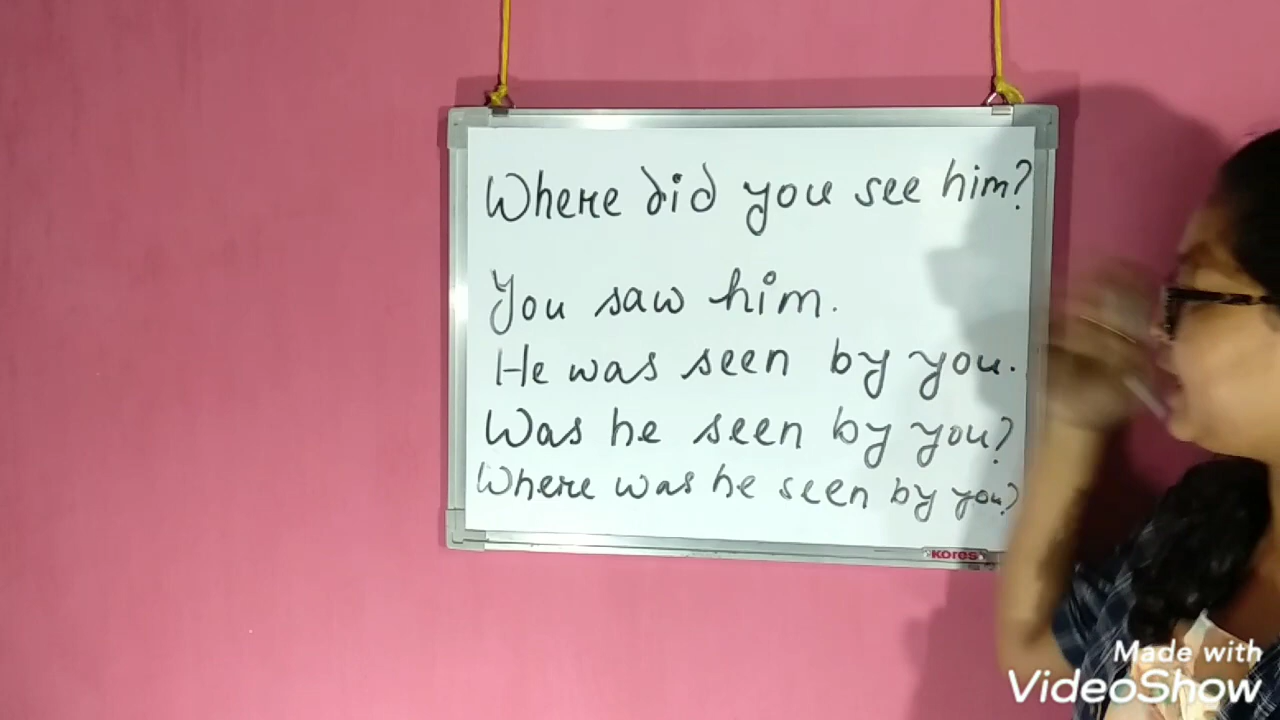 Where did you see him?
You saw him.
He was seen by you.
Was he seen by you?
Where was he seen by you?
KORES
Made with
VideoShow